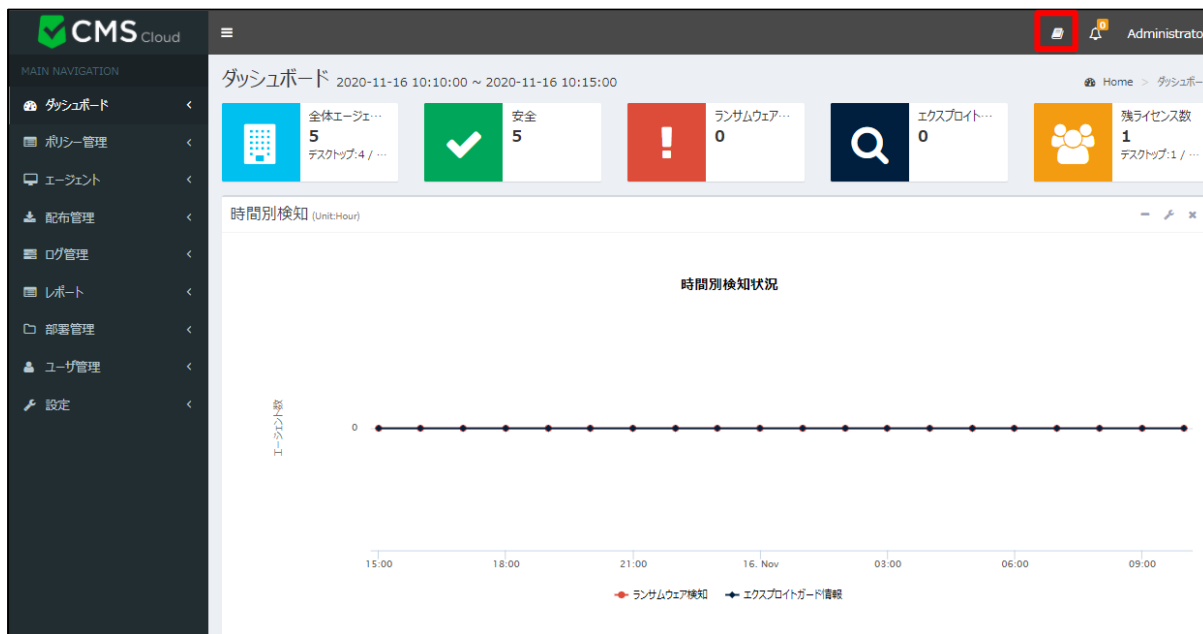 CMS Cloud
0
Administrato
MAIN NAVIGATION
ダッシュボード
ポリシー管理
エージェント
配布管理
ログ管理
レポート
部署管理
ユーザ管理
設定
ダッシュボード 2020-11-16 10:10:00 ~ 2020-11-16 10:15:00
Home > ダッシュボー
全体エージェ…
5
デスクトップ:4 / …
安全
5
ランサムウェア…
0
エクスプロイト…
0
残ライセンス数
1
デスクトップ:1 / …
時間別検知 (Unit:Hour)
時間別検知状況
エージェント数
0
15:00 18:00 21:00 16. Nov 03:00 06:00 09:00
ランサムウェア検知 エクスプロイトガード情報